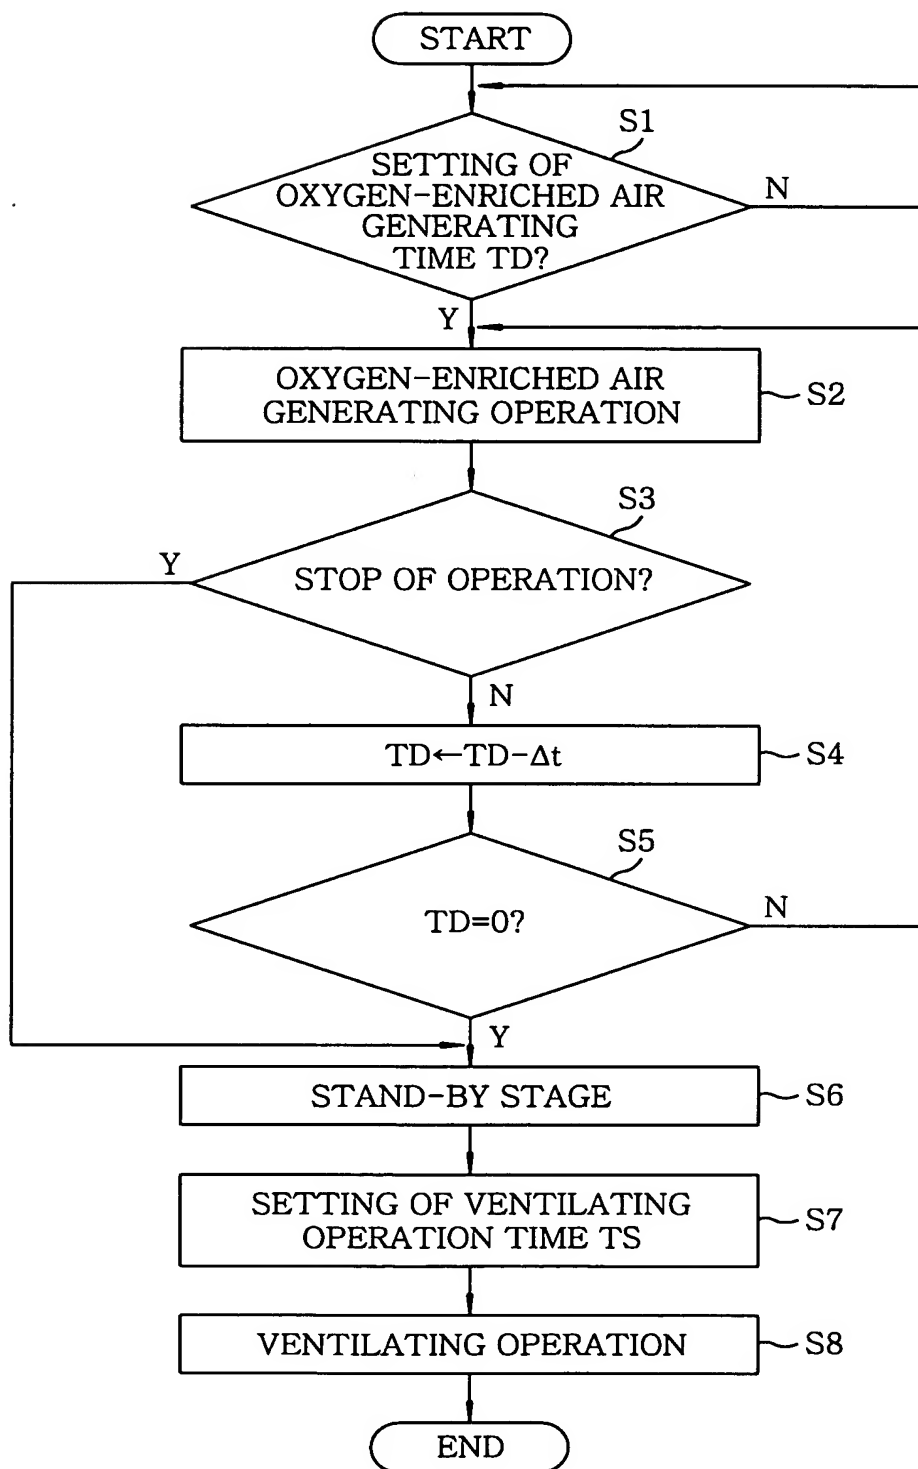 START
S1
SETTING OF
OXYGEN-ENRICHED AIR
GENERATING
TIME TD?
N
Y
OXYGEN-ENRICHED AIR
GENERATING OPERATION
S2
S3
Y
STOP OF OPERATION?
N
TD←TD-Δt
S4
S5
TD=0?
N
Y
STAND-BY STAGE
S6
SETTING OF VENTILATING
OPERATION TIME TS
S7
VENTILATING OPERATION
S8
END